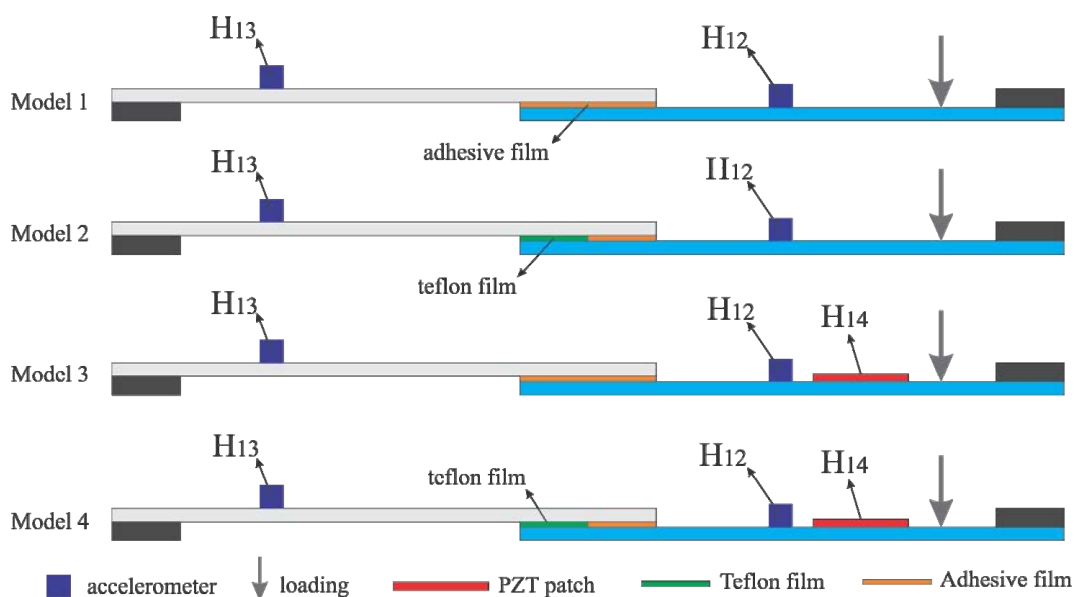 H13
H12
Model 1
adhesive film
H13
II12
Model 2
teflon film
H13
H12
H14
Modcl 3
H13
H12
H14
tcflon film
Model 4
accelerometer
loading
PZT patch
Teflon film
Adhesive film